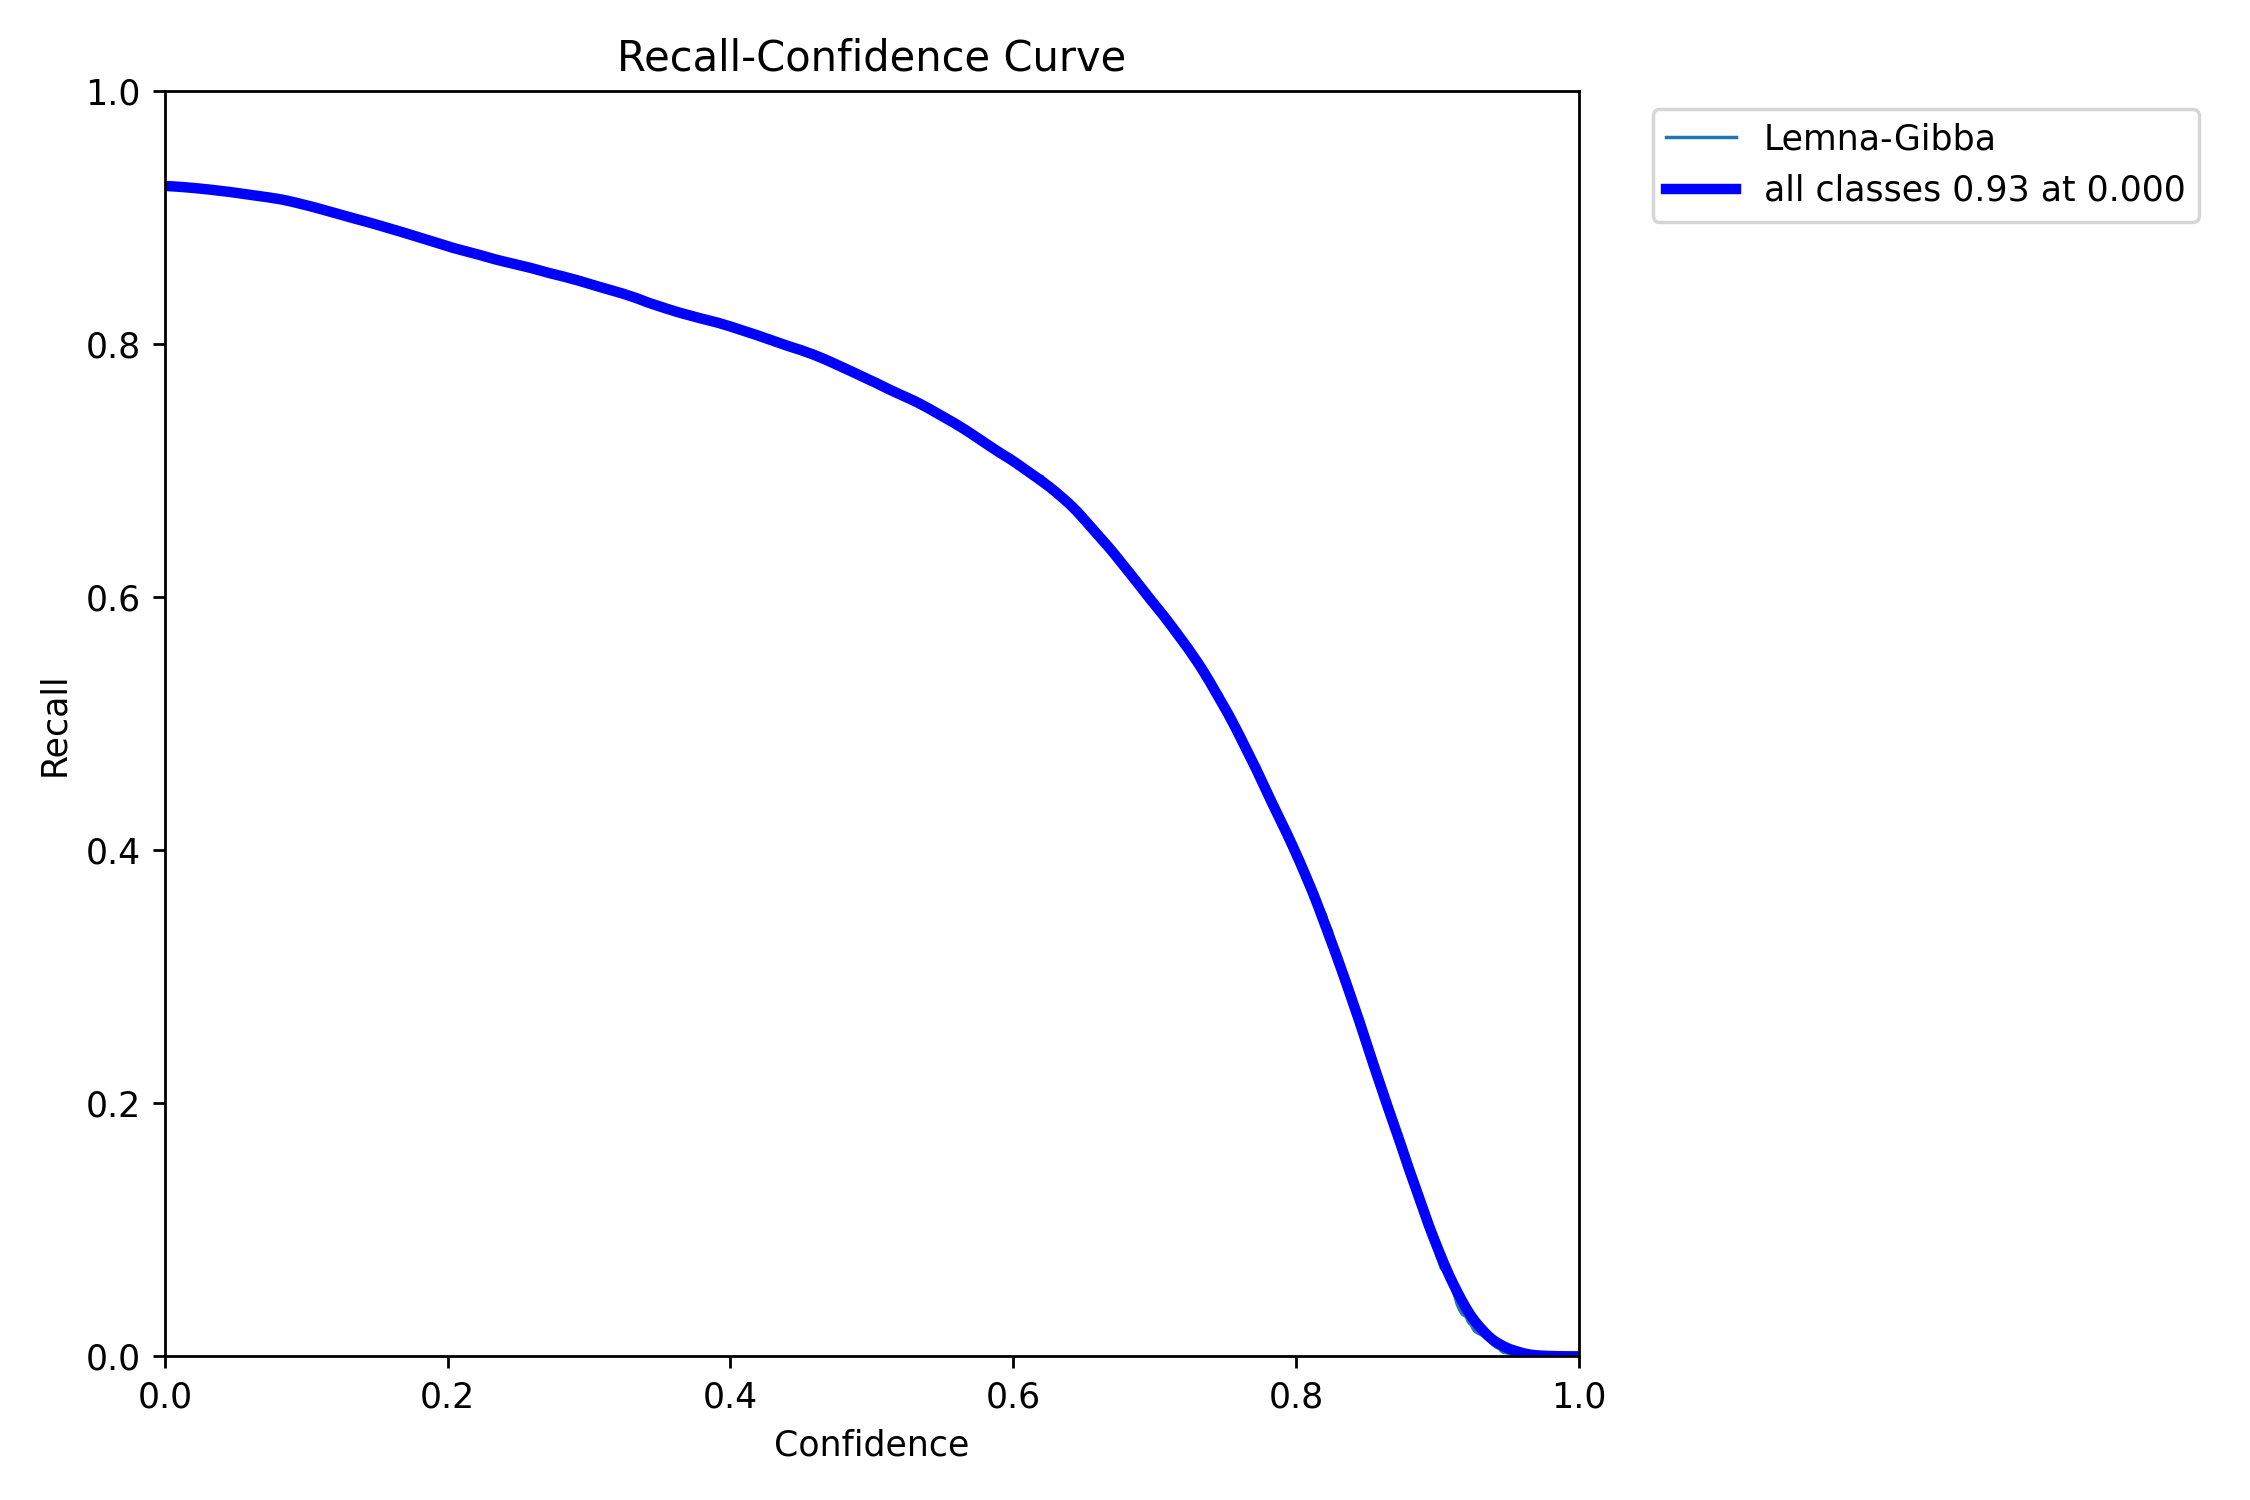 Recall-Confidence Curve
1.0
0.8
0.6
0.4
0.2
0.0
Recall
0.0 0.2 0.4 0.6 0.8 1.0
Confidence
Lemna-Gibba
all classes 0.93 at 0.000